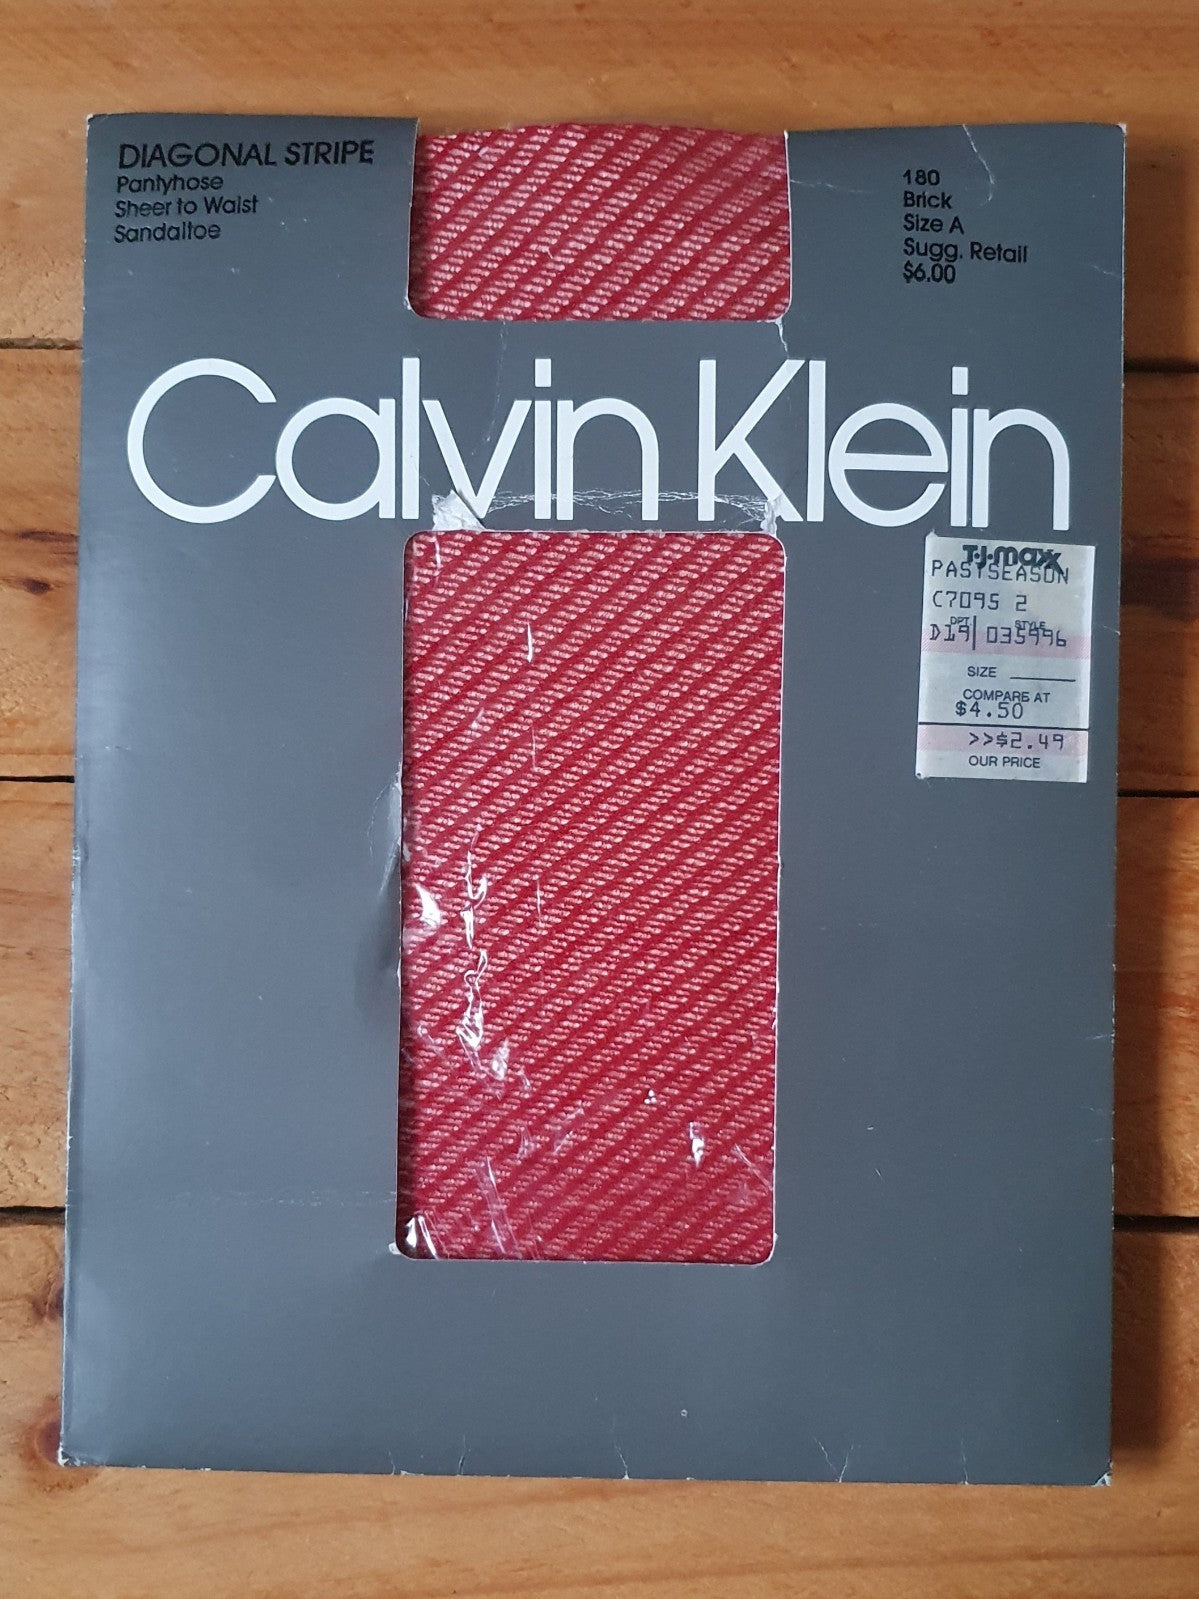 DIAGONAL STRIPE
Pantyhose
Sheer to Waist
Sandaltoe
180
Brick
Size A
Sugg. Retail
$6.00
Calvin Klein
T·J·maxx
PASTSEASON
C7095 2
DPT. STYLE
D19 035996
SIZE
COMPARE AT
$4.50
>>$2.49
OUR PRICE